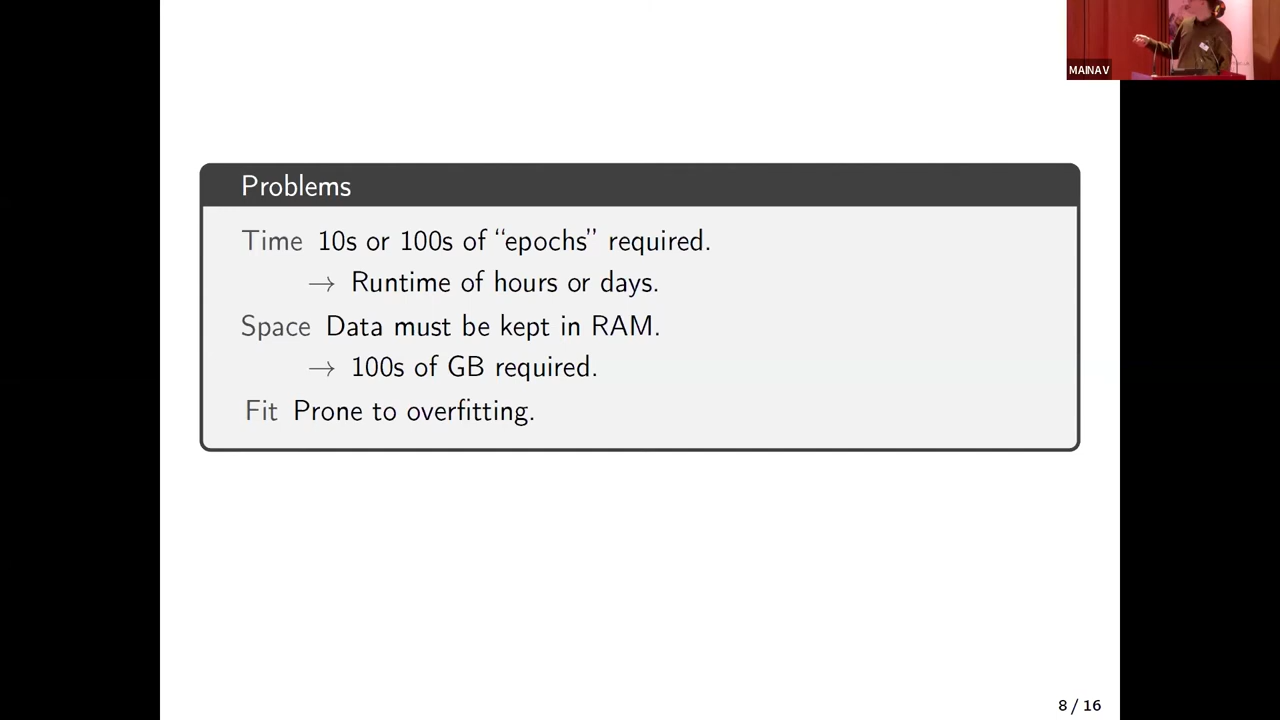 MAINAV
Problems
Time 10s or 100s of “epochs” required.
→ Runtime of hours or days.
Space Data must be kept in RAM.
→ 100s of GB required.
Fit Prone to overfitting.
8 / 16